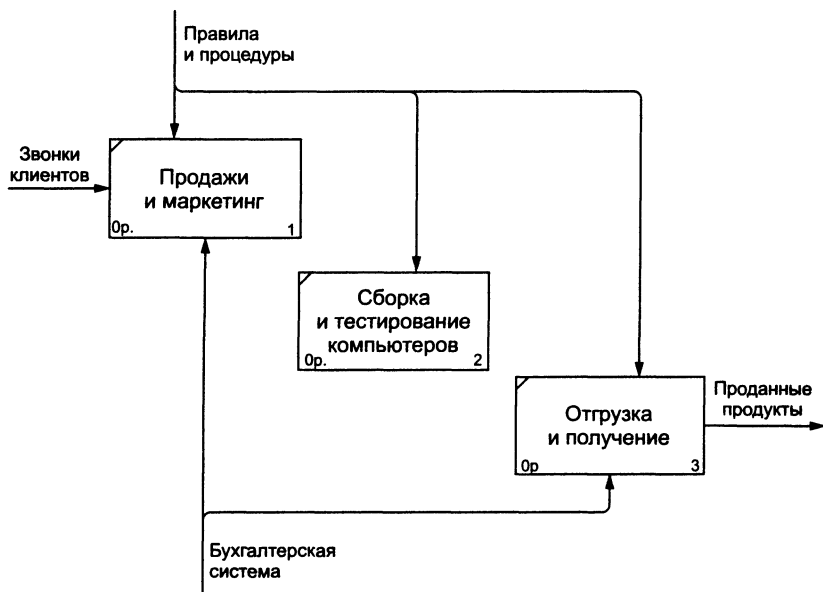 Правила
и процедуры
Звонки
клиентов
Продажи
и маркетинг
0р. 1
Сборка
и тестирование
компьютеров
0р. 2
Отгрузка
и получение
0р 3
Проданные
продукты
Бухгалтерская
система